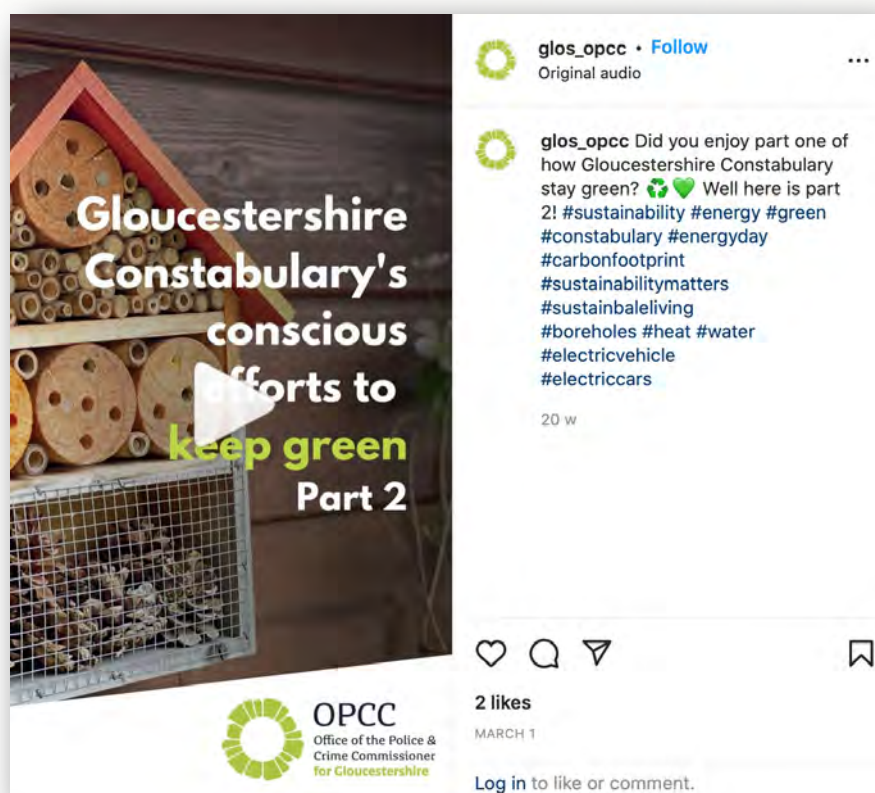 Gloucestershire
Constabulary's
conscious
efforts to
keep green
Part 2
OPCC
Office of the Police &
Crime Commissioner
for Gloucestershire
glos_opcc • Follow
Original audio
glos_opcc Did you enjoy part one of
how Gloucestershire Constabulary
stay green? ♻️💚 Well here is part
2! #sustainability #energy #green
#constabulary #energyday
#carbonfootprint
#sustainabilitymatters
#sustainbaleliving
#boreholes #heat #water
#electricvehicle
#electriccars
20 w
2 likes
MARCH 1
Log in to like or comment.